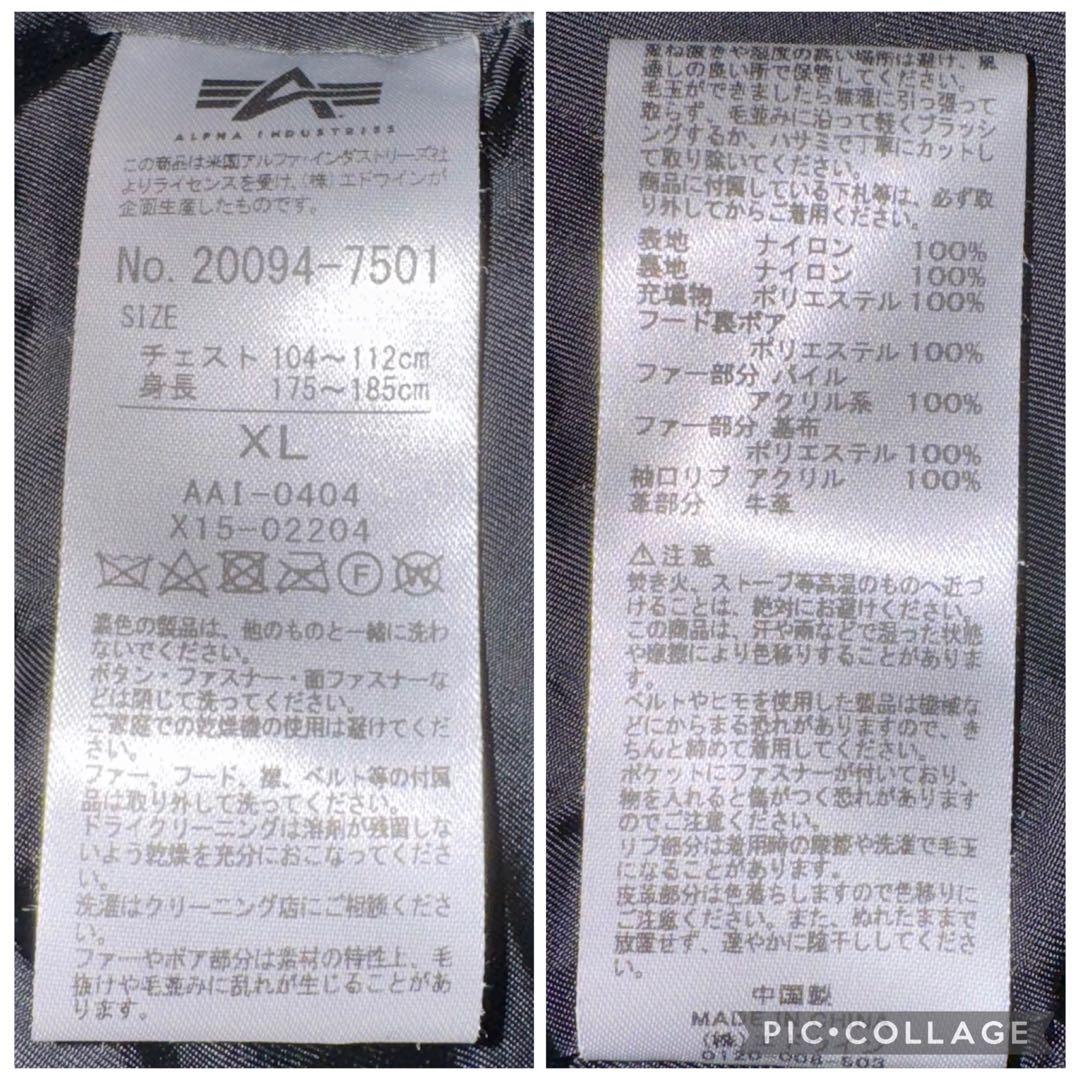 ALPHA INDUSTRIES
この商品は米国アルファ・インダストリーズ社
よりライセンスを受け、(株)エドウインが
企画生産したものです。
No. 20094-7501
SIZE
チェスト 104〜112cm
身長 175〜185cm
XL
AAI-0404
X15-02204
F W
濃色の製品は、他のものと一緒に洗わ
ないでください。
ボタン・ファスナー・面ファスナーな
どは閉じて洗ってください。
ご家庭での乾燥機の使用は避けてくだ
さい。
ファー、フード、襟、ベルト等の付属
品は取り外して洗ってください。
ドライクリーニングは溶剤が残留しな
いよう乾燥を充分におこなってくださ
い。
洗濯はクリーニング店にご相談くださ
い。
ファーやボア部分は素材の特性上、毛
抜けや毛並みに乱れが生じることがあ
ります。
重ね置きや湿度の高い場所は避け、風
通しの良い所で保管してください。
毛玉ができましたら無理に引っ張って
取らず、毛並みに沿って軽くブラッシ
ングするか、ハサミで丁寧にカットし
て取り除いてください。
商品に付属している下札等は、必ず取
り外してからご着用ください。
表地 ナイロン 100%
裏地 ナイロン 100%
充填物 ポリエステル 100%
フード裏ボア
ポリエステル 100%
ファー部分 パイル
アクリル系 100%
ファー部分 基布
ポリエステル 100%
袖口リブ アクリル 100%
革部分 牛革
⚠注意
焚き火、ストーブ等高温のものへ近づ
けることは、絶対にお避けください。
この商品は、汗や雨などで湿った状態
や摩擦により色移りすることがありま
す。
ベルトやヒモを使用した製品は機械な
どにからまる恐れがありますので、き
ちんと締めて着用してください。
ポケットにファスナーが付いており、
物を入れると傷がつく恐れがあります
のでご注意ください。
リブ部分は着用時の摩擦や洗濯で毛玉
になることがあります。
皮革部分は色落ちしますので色移りに
ご注意ください。また、ぬれたままで
放置せず、速やかに陰干ししてくださ
い。
中国製
MADE IN CHINA
(株)
PIC•COLLAGE